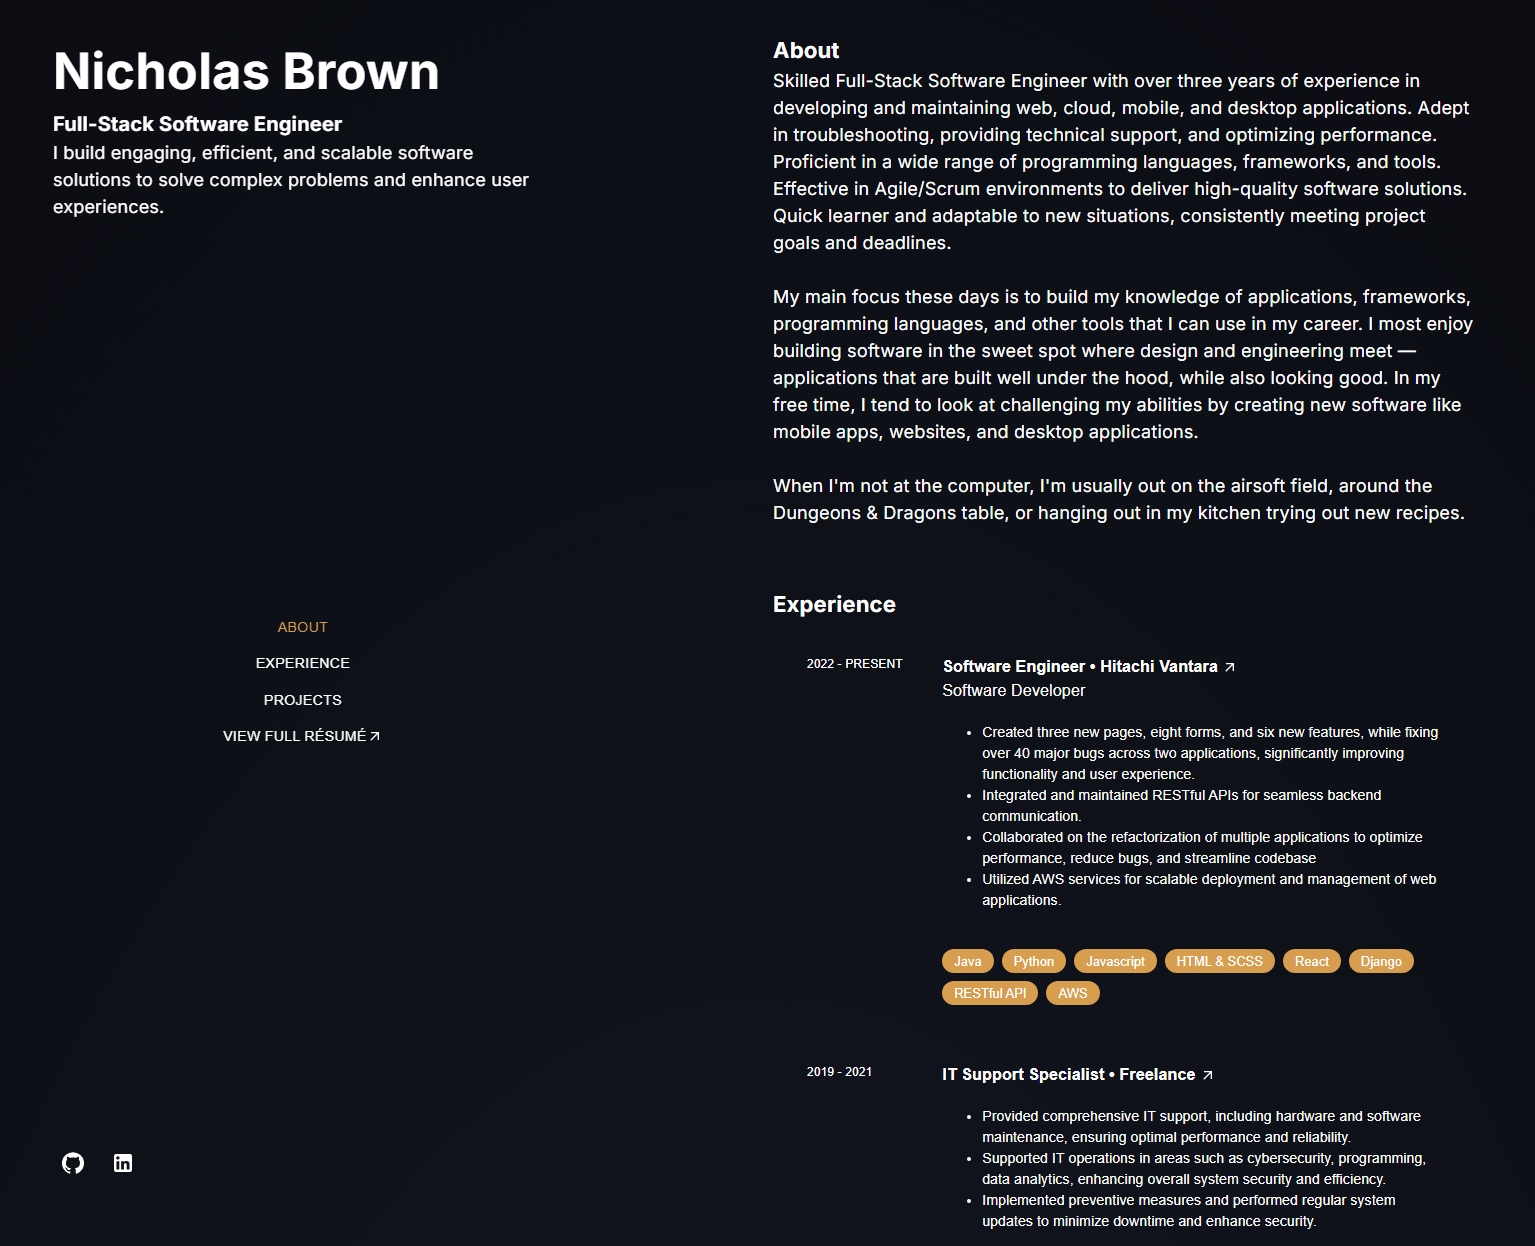 Nicholas Brown
Full-Stack Software Engineer
I build engaging, efficient, and scalable software
solutions to solve complex problems and enhance user
experiences.
ABOUT
EXPERIENCE
PROJECTS
VIEW FULL RÉSUMÉ
About
Skilled Full-Stack Software Engineer with over three years of experience in
developing and maintaining web, cloud, mobile, and desktop applications. Adept
in troubleshooting, providing technical support, and optimizing performance.
Proficient in a wide range of programming languages, frameworks, and tools.
Effective in Agile/Scrum environments to deliver high-quality software solutions.
Quick learner and adaptable to new situations, consistently meeting project
goals and deadlines.
My main focus these days is to build my knowledge of applications, frameworks,
programming languages, and other tools that I can use in my career. I most enjoy
building software in the sweet spot where design and engineering meet —
applications that are built well under the hood, while also looking good. In my
free time, I tend to look at challenging my abilities by creating new software like
mobile apps, websites, and desktop applications.
When I'm not at the computer, I'm usually out on the airsoft field, around the
Dungeons & Dragons table, or hanging out in my kitchen trying out new recipes.
Experience
2022 - PRESENT
Software Engineer • Hitachi Vantara
Software Developer
• Created three new pages, eight forms, and six new features, while fixing
over 40 major bugs across two applications, significantly improving
functionality and user experience.
• Integrated and maintained RESTful APIs for seamless backend
communication.
• Collaborated on the refactorization of multiple applications to optimize
performance, reduce bugs, and streamline codebase
• Utilized AWS services for scalable deployment and management of web
applications.
Java Python Javascript HTML & SCSS React Django
RESTful API AWS
2019 - 2021
IT Support Specialist • Freelance
• Provided comprehensive IT support, including hardware and software
maintenance, ensuring optimal performance and reliability.
• Supported IT operations in areas such as cybersecurity, programming,
data analytics, enhancing overall system security and efficiency.
• Implemented preventive measures and performed regular system
updates to minimize downtime and enhance security.